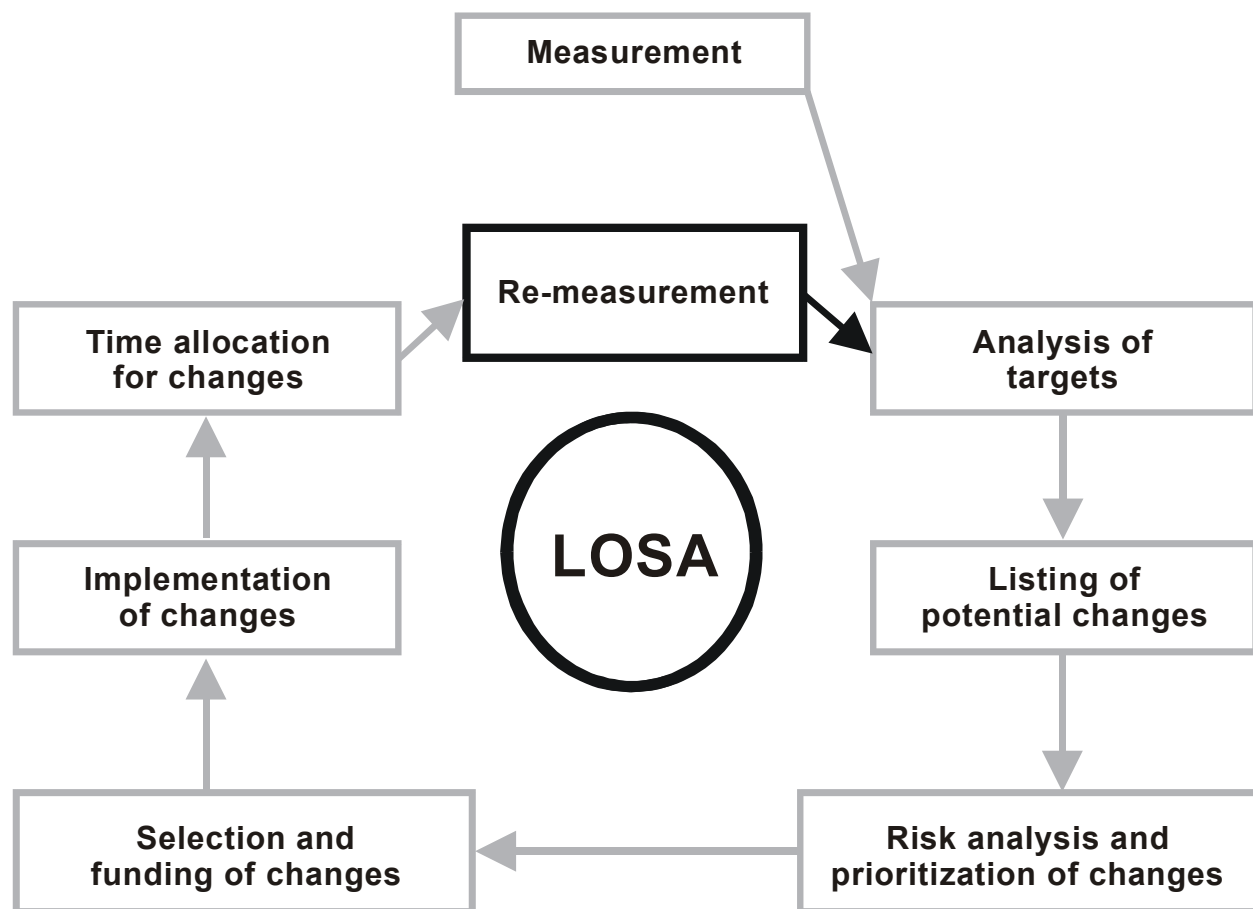 Measurement
Re-measurement
Time allocation
for changes
Analysis of
targets
LOSA
Implementation
of changes
Listing of
potential changes
Selection and
funding of changes
Risk analysis and
prioritization of changes